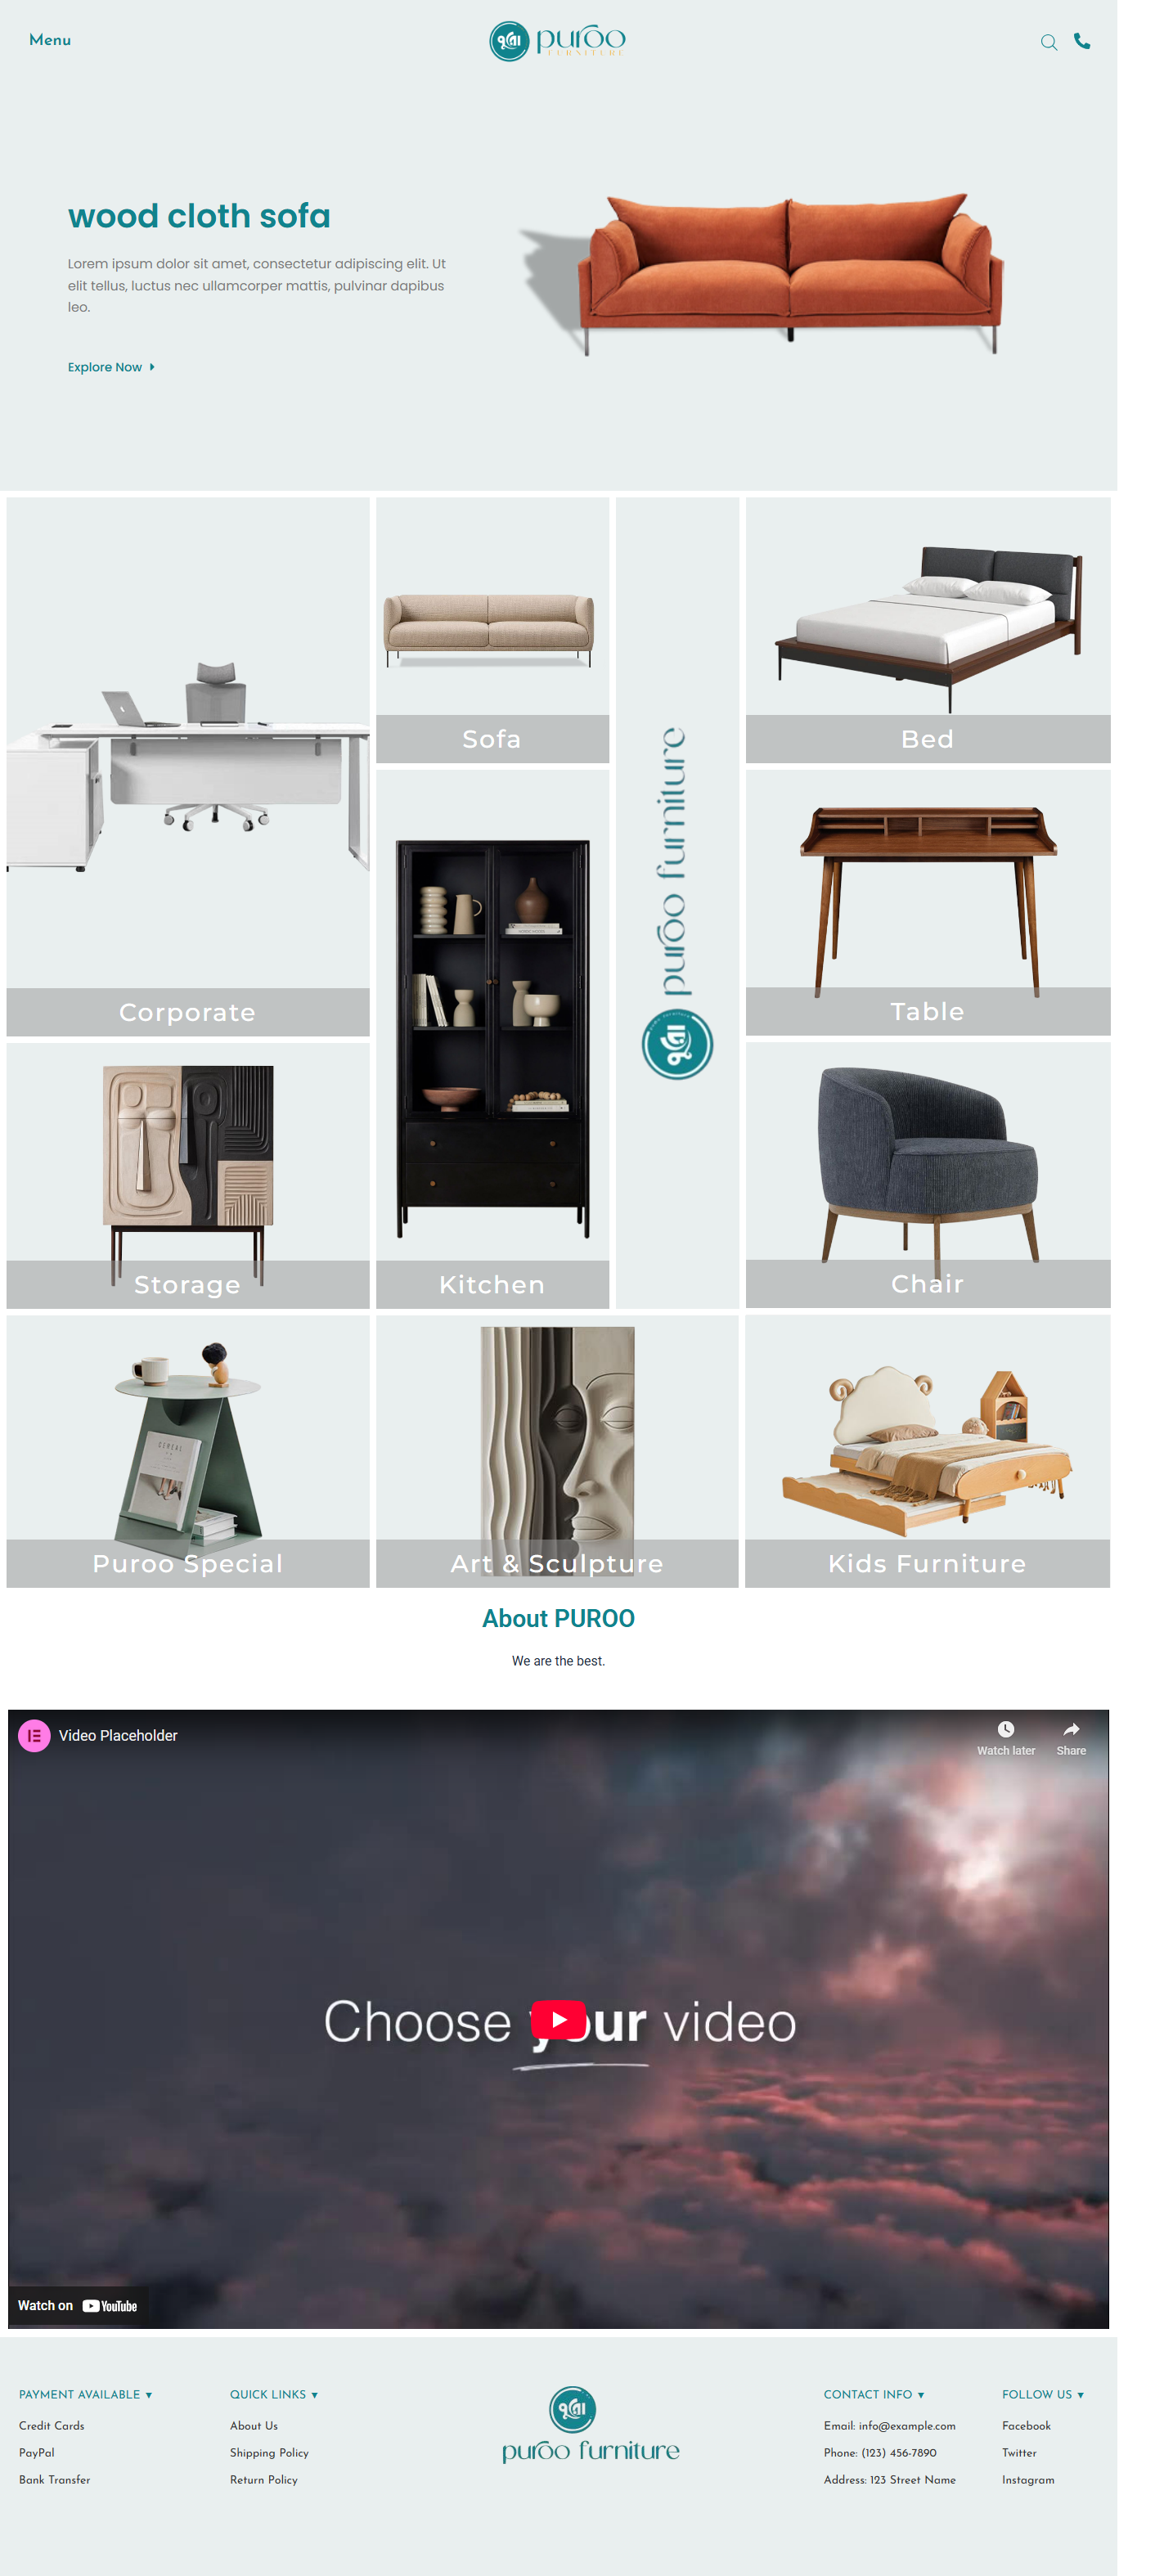 Menu
পুরো puroo
FURNITURE
wood cloth sofa
Lorem ipsum dolor sit amet, consectetur adipiscing elit. Ut
elit tellus, luctus nec ullamcorper mattis, pulvinar dapibus
leo.
Explore Now
Sofa
Bed
puroo furniture
পুরো
Corporate
Table
Storage
Kitchen
Chair
CEREAL
Puroo Special
Art & Sculpture
Kids Furniture
About PUROO
We are the best.
Video Placeholder
Watch later
Share
Choose your video
Watch on YouTube
PAYMENT AVAILABLE ▼
Credit Cards
PayPal
Bank Transfer
QUICK LINKS ▼
About Us
Shipping Policy
Return Policy
পুরো
puroo furniture
CONTACT INFO ▼
Email: info@example.com
Phone: (123) 456-7890
Address: 123 Street Name
FOLLOW US ▼
Facebook
Twitter
Instagram